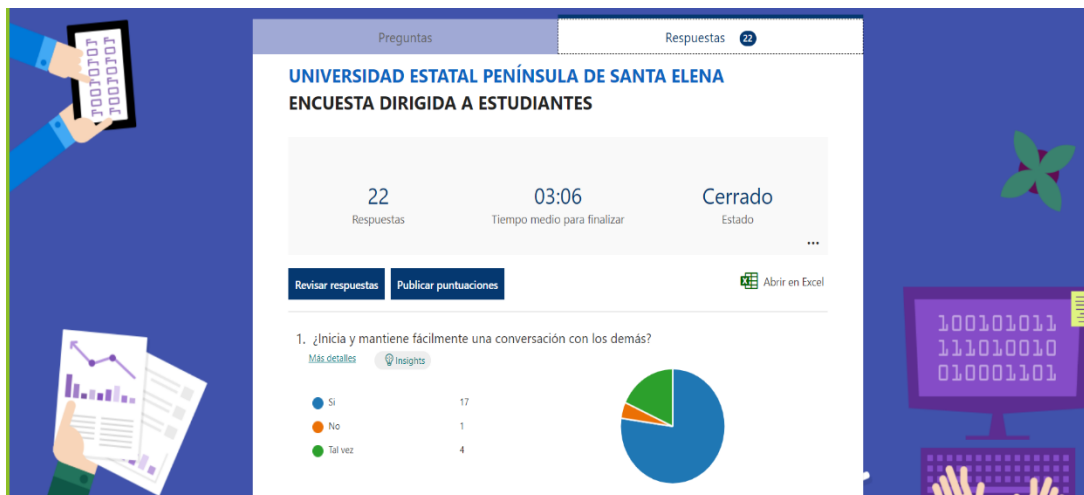 Preguntas
Respuestas 22
UNIVERSIDAD ESTATAL PENÍNSULA DE SANTA ELENA
ENCUESTA DIRIGIDA A ESTUDIANTES
22 03:06 Cerrado
Respuestas Tiempo medio para finalizar Estado
...
Revisar respuestas Publicar puntuaciones Abrir en Excel
1. ¿Inicia y mantiene fácilmente una conversación con los demás?
Más detalles Insights
Si 17
No 1
Tal vez 4
100101011
111010010
010001101